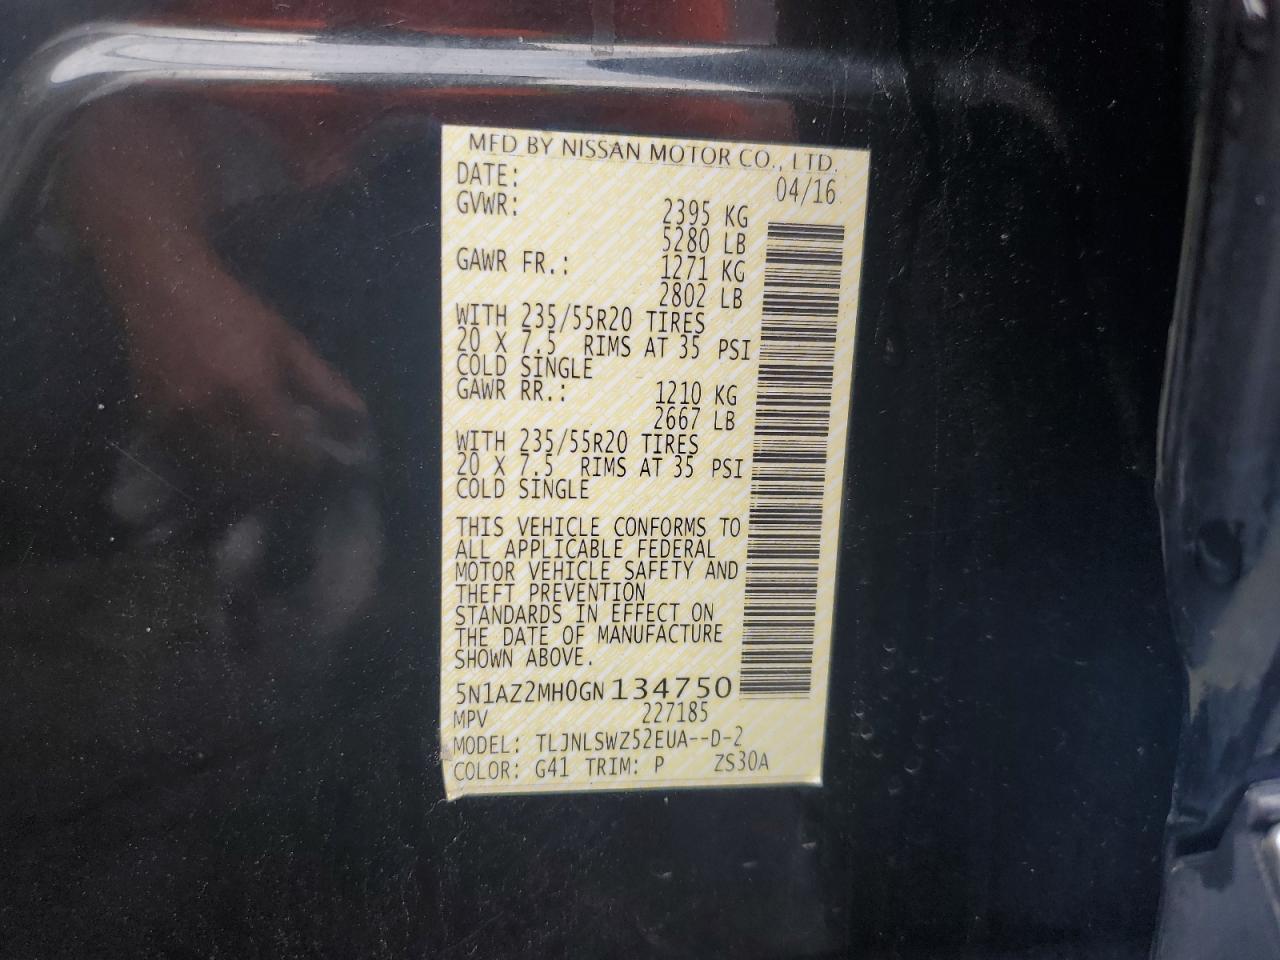 MFD BY NISSAN MOTOR CO., LTD.
DATE: 04/16
GVWR: 2395 KG
5280 LB
GAWR FR.: 1271 KG
2802 LB
WITH 235/55R20 TIRES
20 X 7.5 RIMS AT 35 PSI
COLD SINGLE
GAWR RR.: 1210 KG
2667 LB
WITH 235/55R20 TIRES
20 X 7.5 RIMS AT 35 PSI
COLD SINGLE
THIS VEHICLE CONFORMS TO
ALL APPLICABLE FEDERAL
MOTOR VEHICLE SAFETY AND
THEFT PREVENTION
STANDARDS IN EFFECT ON
THE DATE OF MANUFACTURE
SHOWN ABOVE.
5N1AZ2MH0GN134750
MPV 227185
MODEL: TLJNLSWZ52EUA--D-2
COLOR: G41 TRIM: P ZS30A